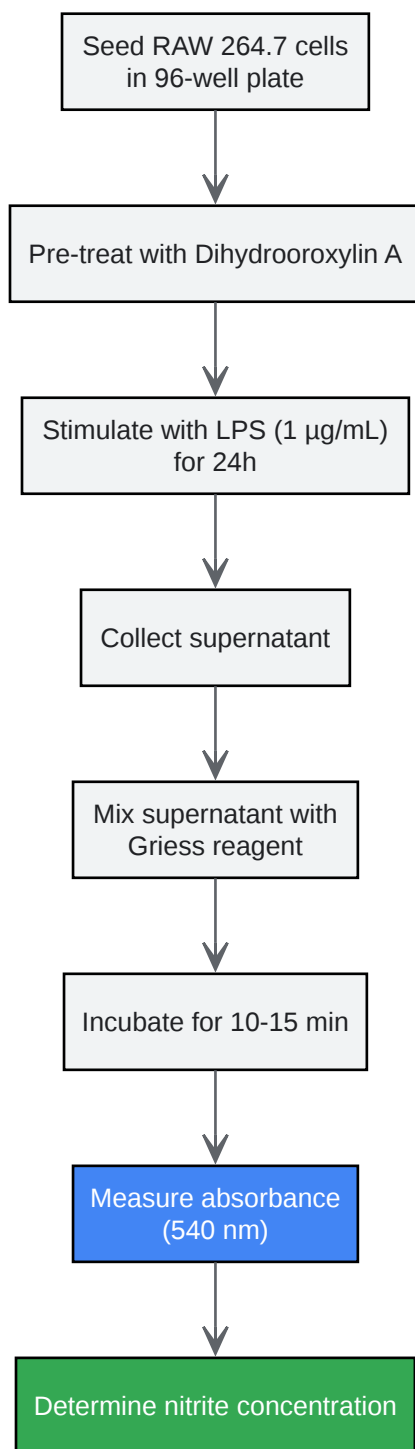 Seed RAW 264.7 cells
in 96-well plate
Pre-treat with Dihydrooroxylin A
Stimulate with LPS (1 µg/mL)
for 24h
Collect supernatant
Mix supernatant with
Griess reagent
Incubate for 10-15 min
Measure absorbance
(540 nm)
Determine nitrite concentration